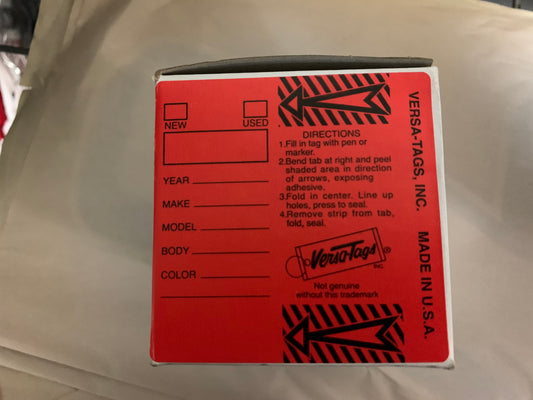 NEW
USED
YEAR
MAKE
MODEL
BODY
COLOR
DIRECTIONS
1.Fill in tag with pen or
marker.
2.Bend tab at right and peel
shaded area in direction
of arrows, exposing
adhesive.
3.Fold in center. Line up
holes, press to seal.
4.Remove strip from tab,
fold, seal.
Versa-Tags ®
INC.
Not genuine
without this trademark
VERSA-TAGS, INC. MADE IN U.S.A.